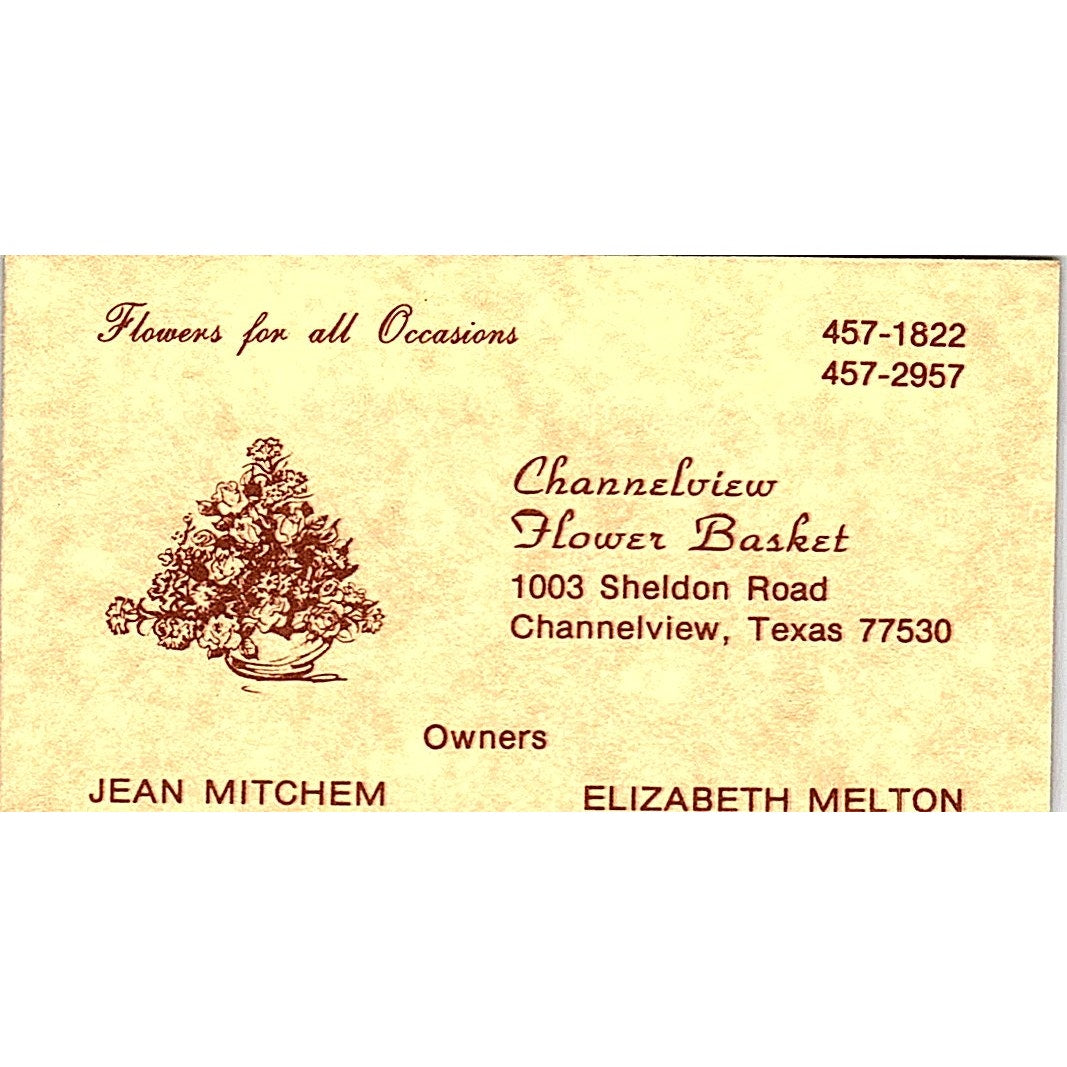 Flowers for all Occasions
457-1822
457-2957
Channelview
Flower Basket
1003 Sheldon Road
Channelview, Texas 77530
Owners
JEAN MITCHEM
ELIZABETH MELTON